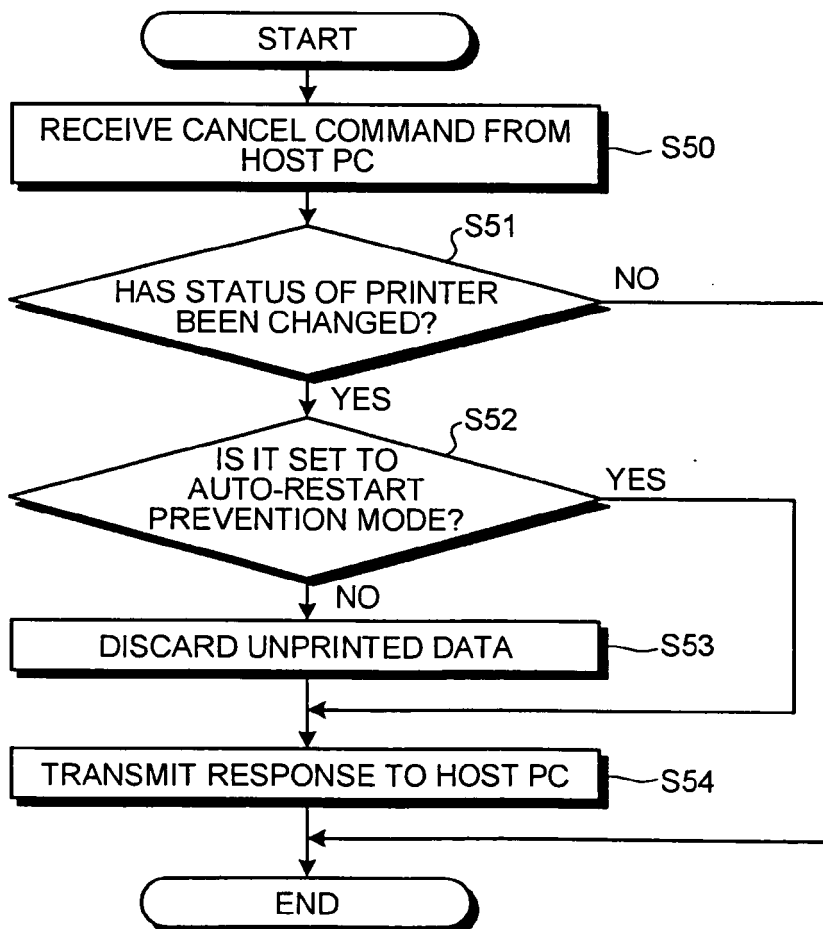 START
RECEIVE CANCEL COMMAND FROM
HOST PC
S50
S51
HAS STATUS OF PRINTER
BEEN CHANGED?
NO
YES
S52
IS IT SET TO
AUTO-RESTART
PREVENTION MODE?
YES
NO
DISCARD UNPRINTED DATA
S53
TRANSMIT RESPONSE TO HOST PC
S54
END